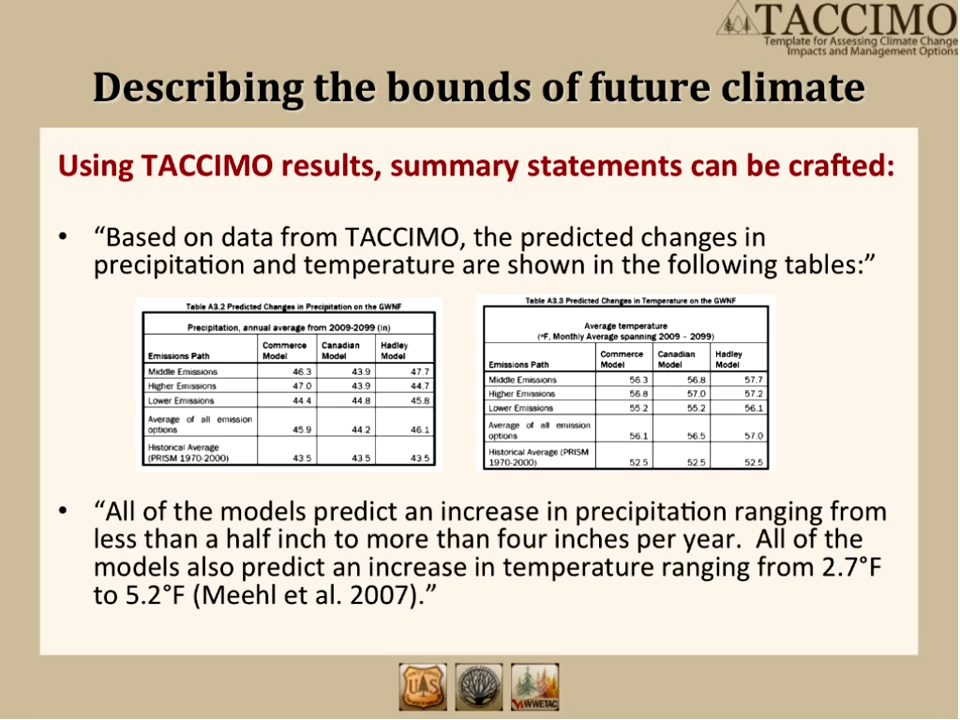 TACCIMO
Template for Assessing Climate Change
Impacts and Management Options
Describing the bounds of future climate
Using TACCIMO results, summary statements can be crafted:
• “Based on data from TACCIMO, the predicted changes in
precipitation and temperature are shown in the following tables:”
Table A3.2 Predicted Changes in Precipitation on the GWNF
Precipitation, annual average from 2009-2099 (in)
Emissions Path Commerce Model Canadian Model Hadley Model
Middle Emissions 46.3 43.9 47.7
Higher Emissions 47.0 43.9 44.7
Lower Emissions 44.4 44.8 45.8
Average of all emission
options 45.9 44.2 46.1
Historical Average
(PRISM 1970-2000) 43.5 43.5 43.5
Table A3.3 Predicted Changes in Temperature on the GWNF
Average temperature
(ºF, Monthly Average spanning 2009 – 2099)
Emissions Path Commerce Model Canadian Model Hadley Model
Middle Emissions 56.3 56.8 57.7
Higher Emissions 56.8 57.0 57.2
Lower Emissions 55.2 55.2 56.1
Average of all emission
options 56.1 56.5 57.0
Historical Average (PRISM
1970-2000) 52.5 52.5 52.5
• “All of the models predict an increase in precipitation ranging from
less than a half inch to more than four inches per year. All of the
models also predict an increase in temperature ranging from 2.7°F
to 5.2°F (Meehl et al. 2007).”
UAS
WWETAC